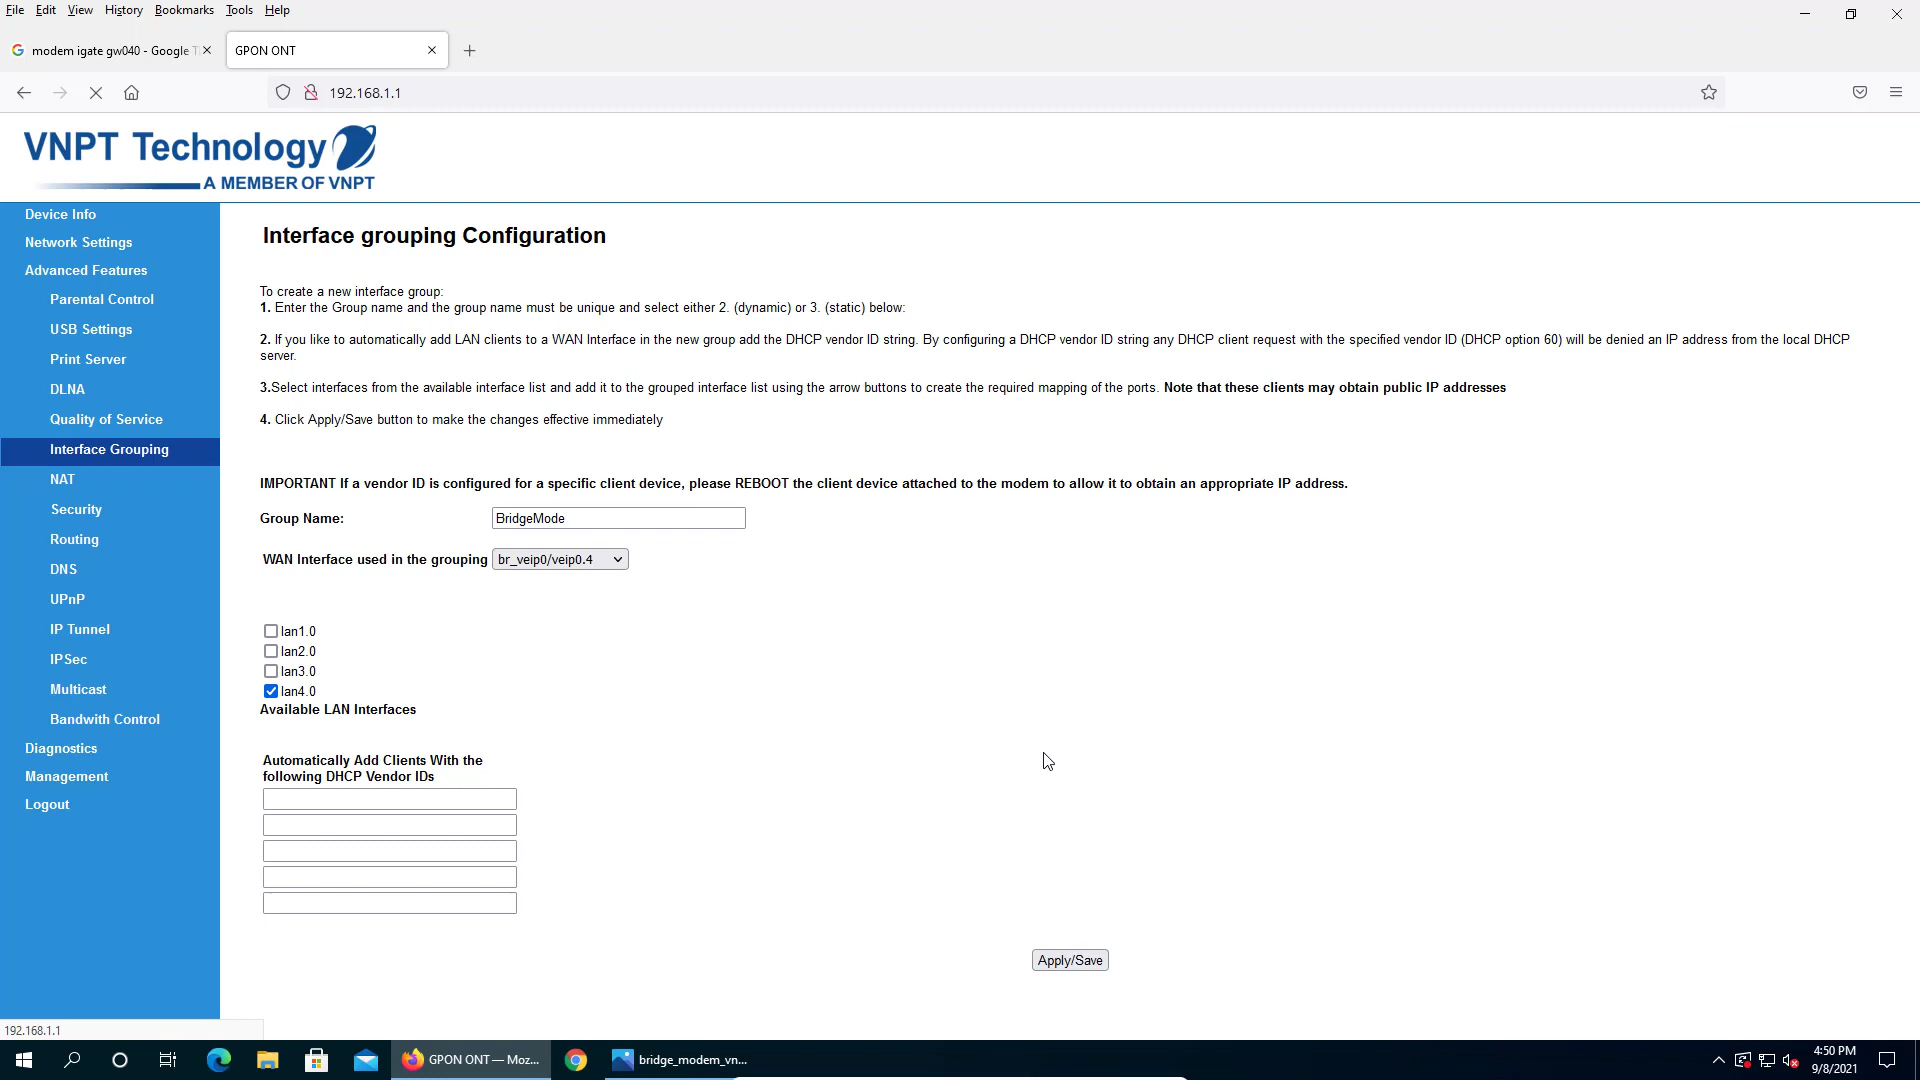 File Edit View History Bookmarks Tools Help
modem igate gw040 - Google T
GPON ONT
192.168.1.1
VNPT Technology
A MEMBER OF VNPT
Device Info
Network Settings
Advanced Features
Parental Control
USB Settings
Print Server
DLNA
Quality of Service
Interface Grouping
NAT
Security
Routing
DNS
UPnP
IP Tunnel
IPSec
Multicast
Bandwith Control
Diagnostics
Management
Logout
Interface grouping Configuration
To create a new interface group:
1. Enter the Group name and the group name must be unique and select either 2. (dynamic) or 3. (static) below:
2. If you like to automatically add LAN clients to a WAN Interface in the new group add the DHCP vendor ID string. By configuring a DHCP vendor ID string any DHCP client request with the specified vendor ID (DHCP option 60) will be denied an IP address from the local DHCP
server.
3.Select interfaces from the available interface list and add it to the grouped interface list using the arrow buttons to create the required mapping of the ports. Note that these clients may obtain public IP addresses
4. Click Apply/Save button to make the changes effective immediately
IMPORTANT If a vendor ID is configured for a specific client device, please REBOOT the client device attached to the modem to allow it to obtain an appropriate IP address.
Group Name: BridgeMode
WAN Interface used in the grouping br_veip0/veip0.4
lan1.0
lan2.0
lan3.0
lan4.0
Available LAN Interfaces
Automatically Add Clients With the
following DHCP Vendor IDs
Apply/Save
192.168.1.1
GPON ONT — Moz...
bridge_modem_vn...
4:50 PM
9/8/2021